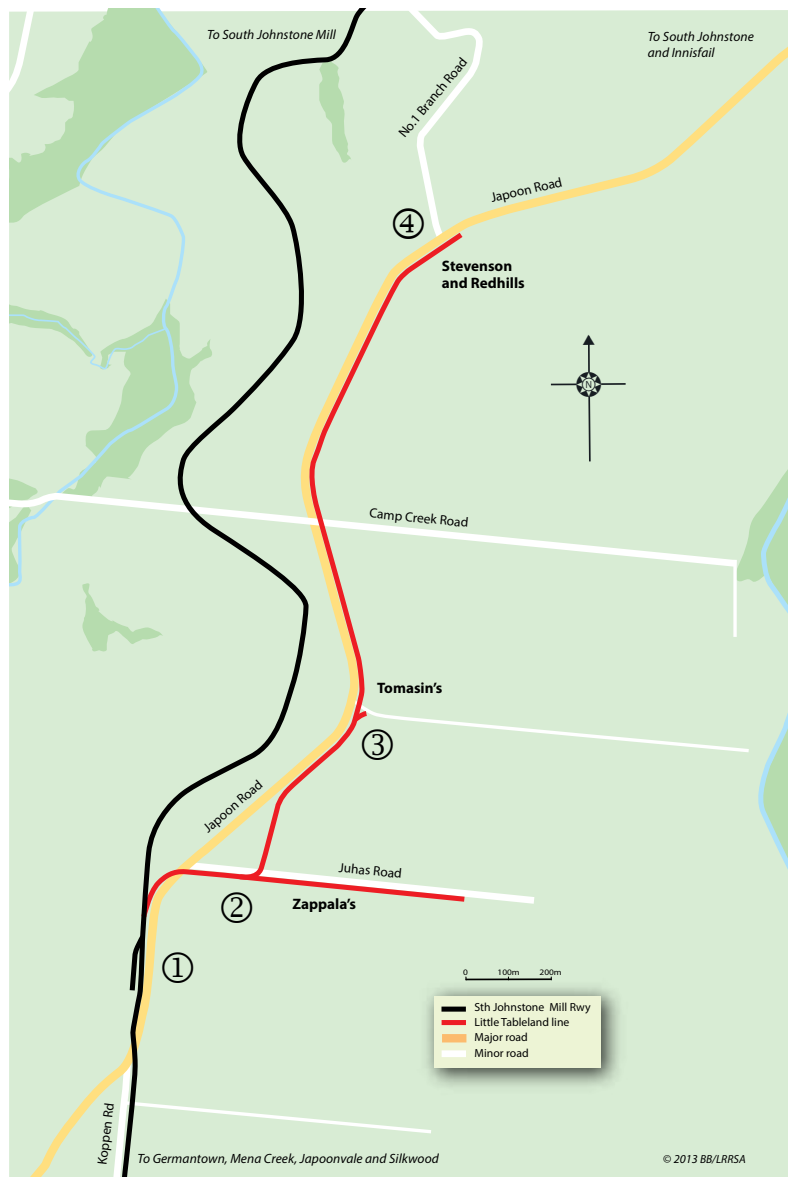 To South Johnstone Mill
To South Johnstone
and Innisfail
No.1 Branch Road
Japoon Road
④
Stevenson
and Redhills
N
Camp Creek Road
Tomasin's
③
Japoon Road
Juhas Road
②
Zappala's
①
0 100m 200m
Sth Johnstone Mill Rwy
Little Tableland line
Major road
Minor road
Koppen Rd
To Germantown, Mena Creek, Japoonvale and Silkwood
© 2013 BB/LRRSA